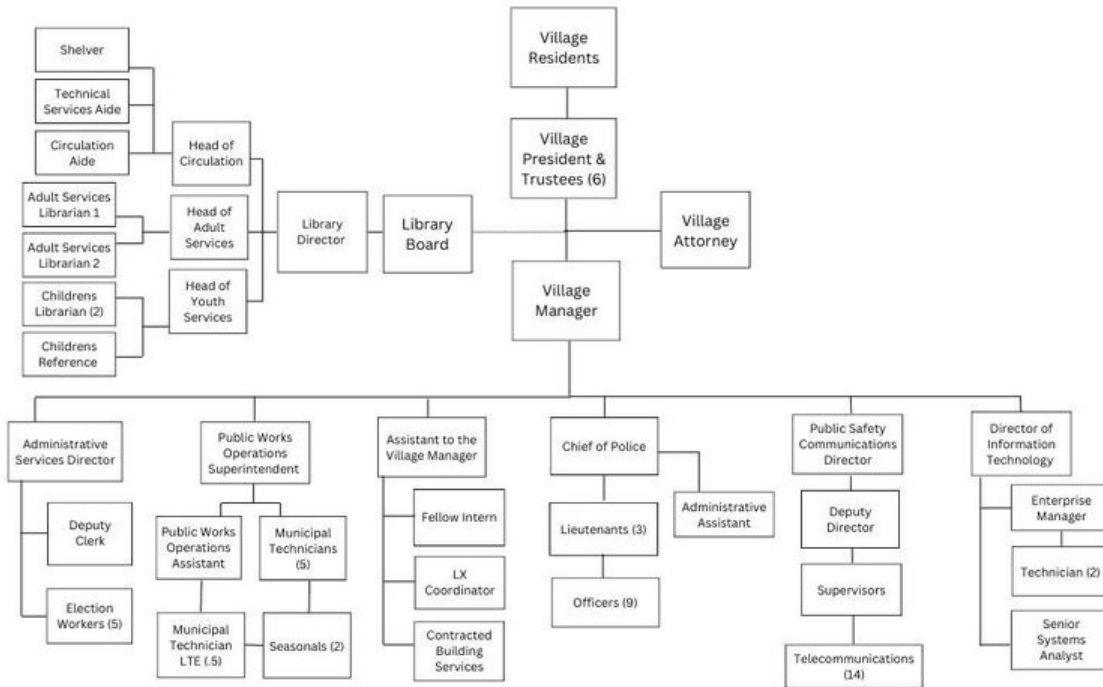 Village
Residents
Village
President &
Trustees (6)
Village
Attorney
Library
Board
Library
Director
Village
Manager
Head of
Circulation
Shelver
Technical
Services Aide
Circulation
Aide
Head of
Adult
Services
Adult Services
Librarian 1
Adult Services
Librarian 2
Head of
Youth
Services
Childrens
Librarian (2)
Childrens
Reference
Administrative
Services Director
Deputy
Clerk
Election
Workers (5)
Public Works
Operations
Superintendent
Public Works
Operations
Assistant
Municipal
Technicians
(5)
Municipal
Technician
LTE (.5)
Seasonals (2)
Assistant to the
Village Manager
Fellow Intern
LX
Coordinator
Contracted
Building
Services
Chief of Police
Lieutenants (3)
Administrative
Assistant
Officers (9)
Public Safety
Communications
Director
Deputy
Director
Supervisors
Telecommunications
(14)
Director of
Information
Technology
Enterprise
Manager
Technician (2)
Senior
Systems
Analyst